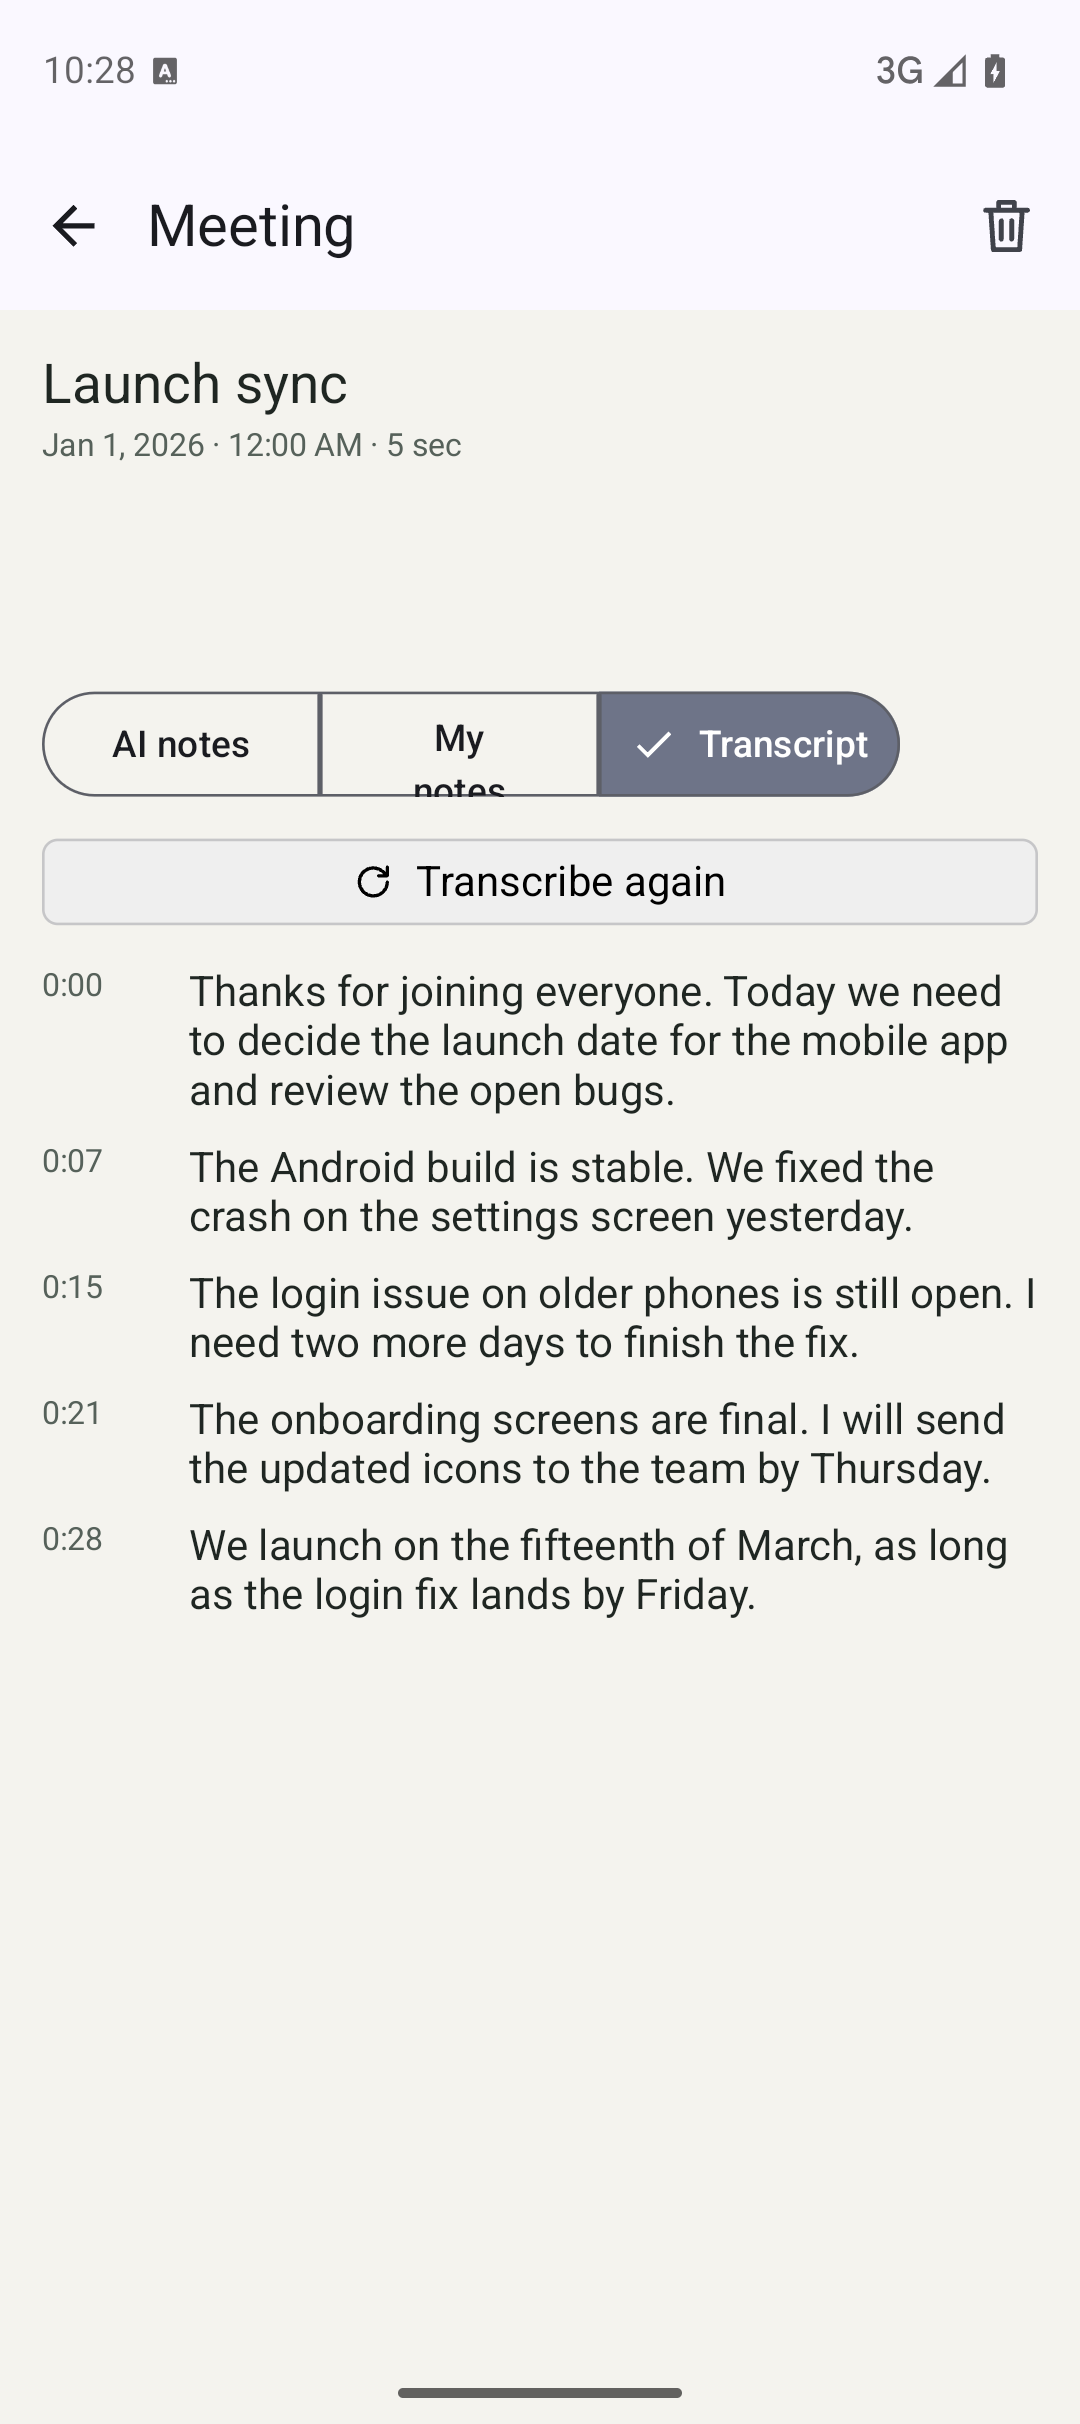 10:28
3G
Meeting
Launch sync
Jan 1, 2026 · 12:00 AM · 5 sec
AI notes
My
notes
Transcript
Transcribe again
0:00
Thanks for joining everyone. Today we need
to decide the launch date for the mobile app
and review the open bugs.
0:07
The Android build is stable. We fixed the
crash on the settings screen yesterday.
0:15
The login issue on older phones is still open. I
need two more days to finish the fix.
0:21
The onboarding screens are final. I will send
the updated icons to the team by Thursday.
0:28
We launch on the fifteenth of March, as long
as the login fix lands by Friday.